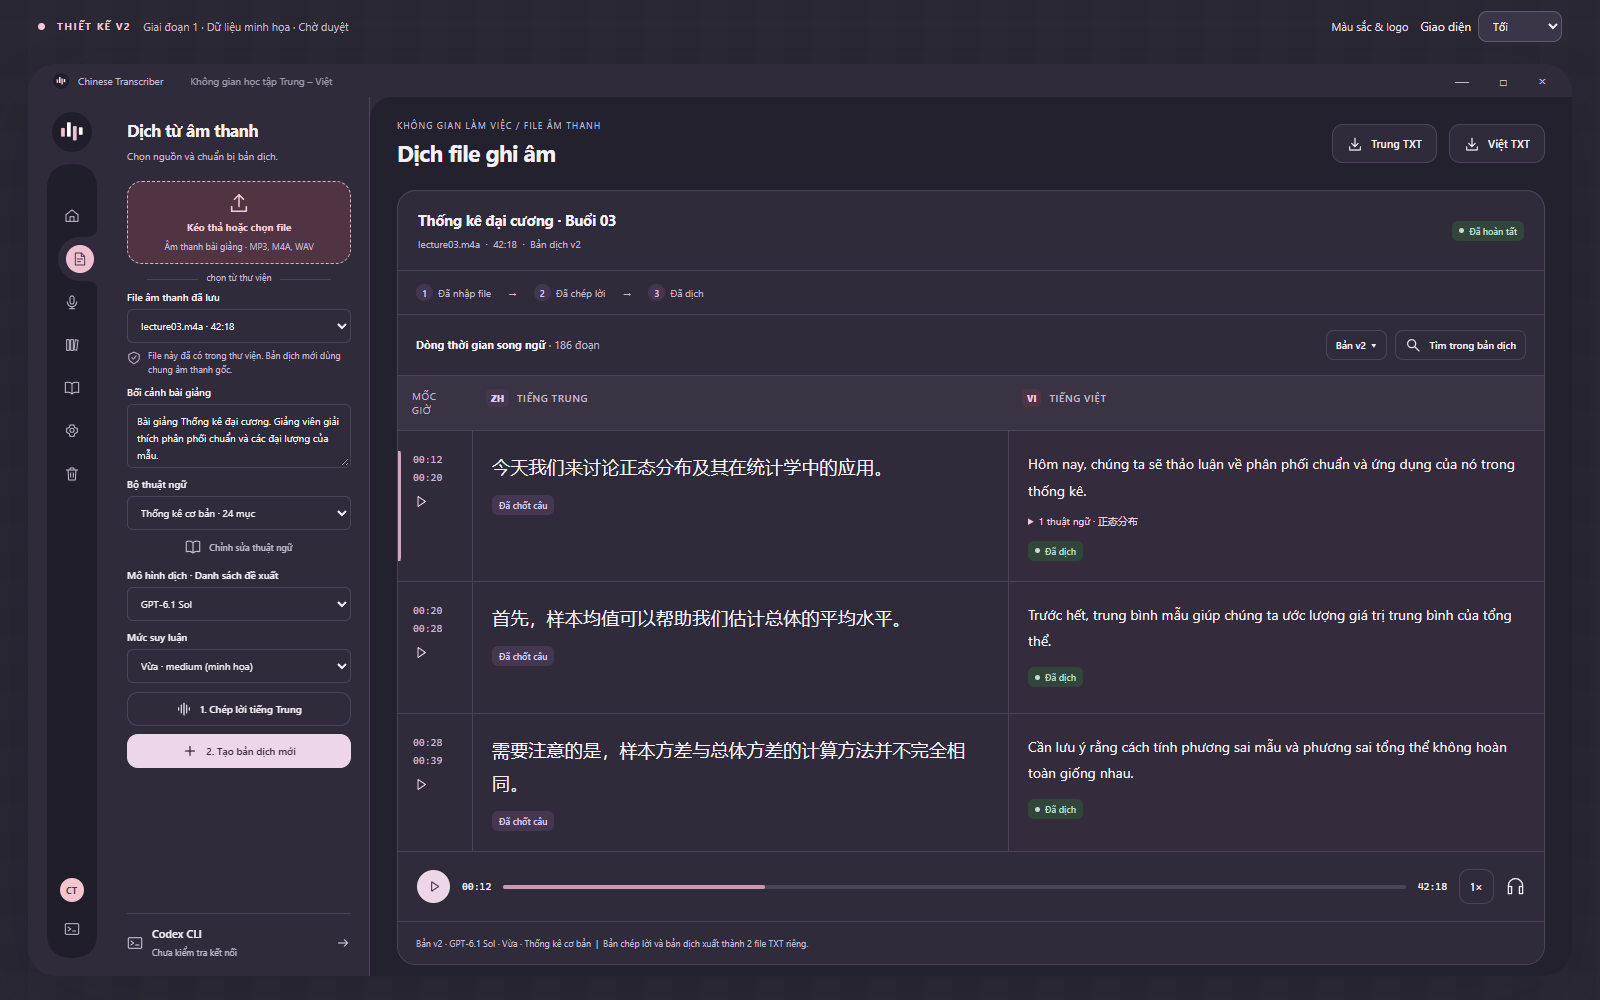 THIẾT KẾ V2 Giai đoạn 1 · Dữ liệu minh họa · Chờ duyệt
Màu sắc & logo Giao diện Tối
Chinese Transcriber Không gian học tập Trung – Việt
Dịch từ âm thanh
Chọn nguồn và chuẩn bị bản dịch.
Kéo thả hoặc chọn file
Âm thanh bài giảng · MP3, M4A, WAV
chọn từ thư viện
File âm thanh đã lưu
lecture03.m4a · 42:18
File này đã có trong thư viện. Bản dịch mới dùng
chung âm thanh gốc.
Bối cảnh bài giảng
Bài giảng Thống kê đại cương. Giảng viên giải
thích phân phối chuẩn và các đại lượng của
mẫu.
Bộ thuật ngữ
Thống kê cơ bản · 24 mục
Chỉnh sửa thuật ngữ
Mô hình dịch · Danh sách đề xuất
GPT-6.1 Sol
Mức suy luận
Vừa · medium (minh họa)
1. Chép lời tiếng Trung
2. Tạo bản dịch mới
CT
Codex CLI
Chưa kiểm tra kết nối
KHÔNG GIAN LÀM VIỆC / FILE ÂM THANH
Dịch file ghi âm
Trung TXT
Việt TXT
Thống kê đại cương · Buổi 03
lecture03.m4a · 42:18 · Bản dịch v2
Đã hoàn tất
1 Đã nhập file → 2 Đã chép lời → 3 Đã dịch
Dòng thời gian song ngữ · 186 đoạn
Bản v2
Tìm trong bản dịch
MỐC
GIỜ
ZH TIẾNG TRUNG
VI TIẾNG VIỆT
00:12
00:20
今天我们来讨论正态分布及其在统计学中的应用。
Đã chốt câu
Hôm nay, chúng ta sẽ thảo luận về phân phối chuẩn và ứng dụng của nó trong
thống kê.
1 thuật ngữ · 正态分布
Đã dịch
00:20
00:28
首先，样本均值可以帮助我们估计总体的平均水平。
Đã chốt câu
Trước hết, trung bình mẫu giúp chúng ta ước lượng giá trị trung bình của tổng
thể.
Đã dịch
00:28
00:39
需要注意的是，样本方差与总体方差的计算方法并不完全相
同。
Đã chốt câu
Cần lưu ý rằng cách tính phương sai mẫu và phương sai tổng thể không hoàn
toàn giống nhau.
Đã dịch
00:12
42:18
1×
Bản v2 · GPT-6.1 Sol · Vừa · Thống kê cơ bản | Bản chép lời và bản dịch xuất thành 2 file TXT riêng.